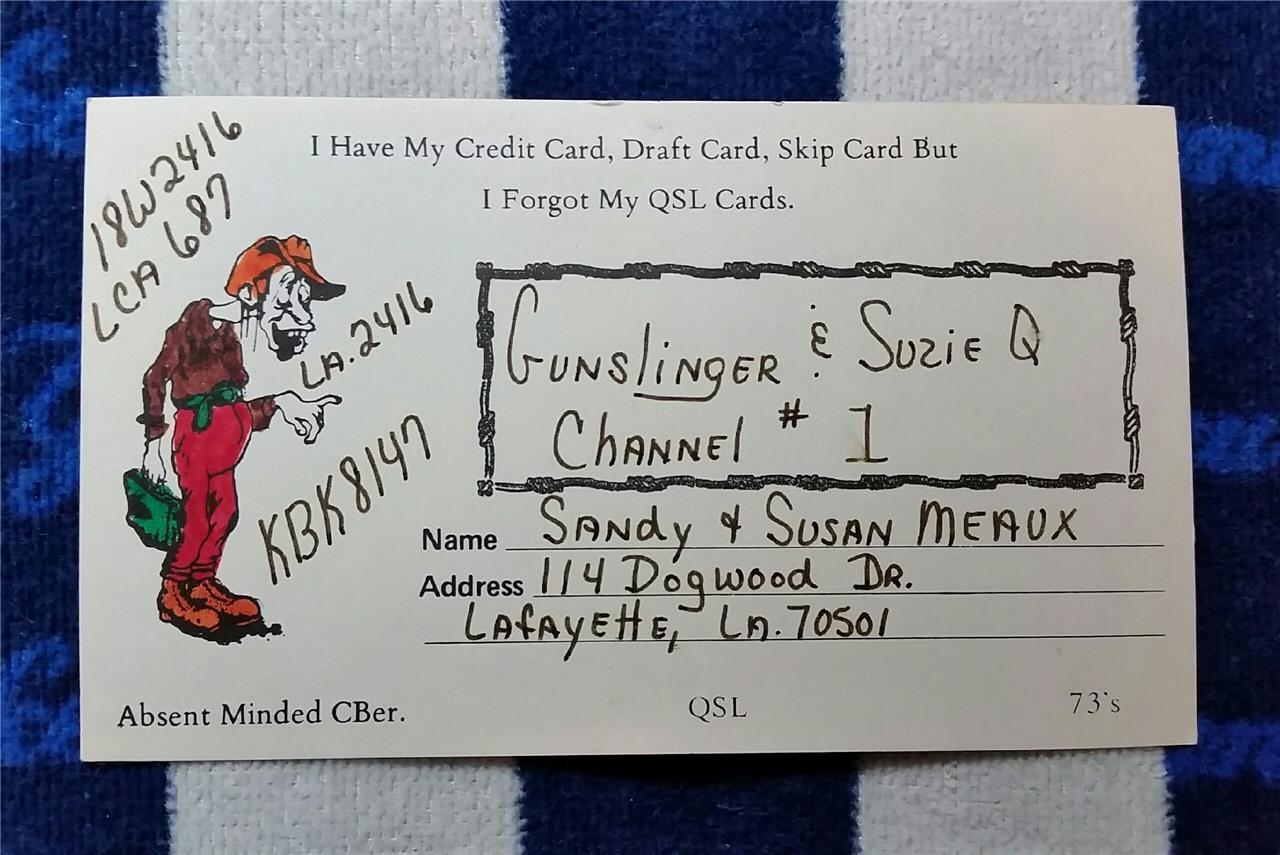 I Have My Credit Card, Draft Card, Skip Card But
I Forgot My QSL Cards.
18W2416
LCA 687
LA. 2416
KBK8147
GUNSlINGER & SUZIE Q
ChANNEl # 1
Name SANdy & SUSAN MEAUX
Address 114 Dogwood DR.
LAfAyEttE, LA. 70501
Absent Minded CBer. QSL 73's